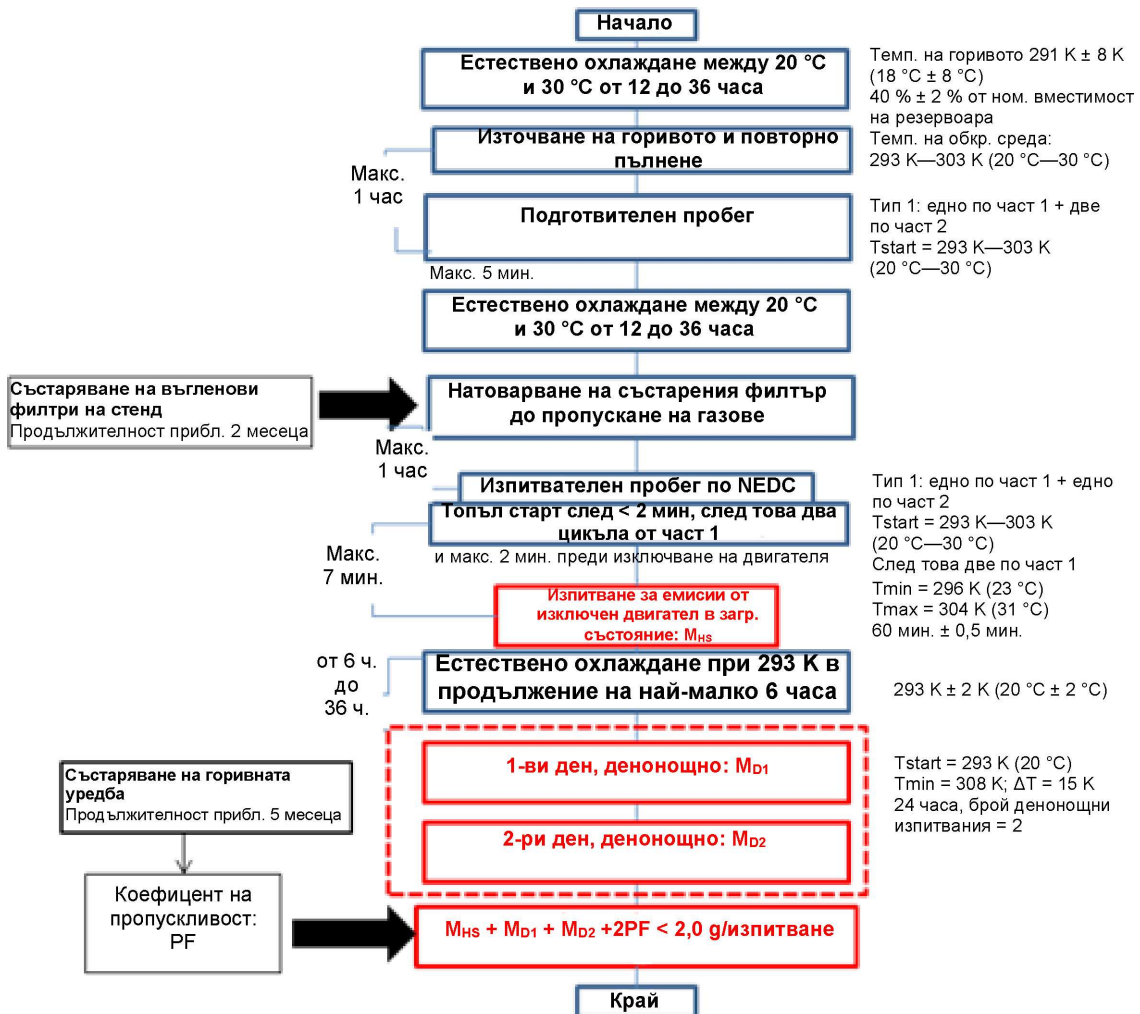 Начало
Естествено охлаждане между 20 °C
и 30 °C от 12 до 36 часа
Темп. на горивото 291 K ± 8 K
(18 °C ± 8 °C)
40 % ± 2 % от ном. вместимост
на резервоара
Темп. на обкр. среда:
293 K—303 K (20 °C—30 °C)
Източване на горивото и повторно
пълнене
Макс.
1 час
Подготвителен пробег
Тип 1: едно по част 1 + две
по част 2
Tstart = 293 K—303 K
(20 °C—30 °C)
Макс. 5 мин.
Естествено охлаждане между 20 °C
и 30 °C от 12 до 36 часа
Състаряване на въгленови
филтри на стенд
Продължителност прибл. 2 месеца
Натоварване на състарения филтър
до пропускане на газове
Макс.
1 час
Изпитвателен пробег по NEDC
Топъл старт след < 2 мин, след това два
цикъла от част 1
и макс. 2 мин. преди изключване на двигателя
Тип 1: едно по част 1 + едно
по част 2
Tstart = 293 K—303 K
(20 °C—30 °C)
След това две по част 1
Tmin = 296 K (23 °C)
Tmax = 304 K (31 °C)
60 мин. ± 0,5 мин.
Макс.
7 мин.
Изпитване за емисии от
изключен двигател в загр.
състояние: MHS
от 6 ч.
до
36 ч.
Естествено охлаждане при 293 K в
продължение на най-малко 6 часа
293 K ± 2 K (20 °C ± 2 °C)
1-ви ден, денонощно: MD1
Tstart = 293 K (20 °C)
Tmin = 308 K; ΔT = 15 K
24 часа, брой денонощни
изпитвания = 2
Състаряване на горивната
уредба
Продължителност прибл. 5 месеца
2-ри ден, денонощно: MD2
Коефицент на
пропускливост:
PF
MHS + MD1 + MD2 +2PF < 2,0 g/изпитване
Край